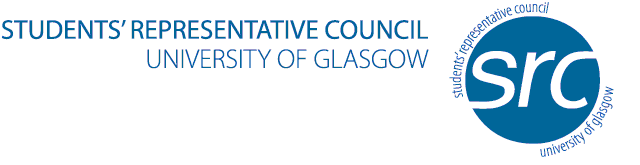 STUDENTS' REPRESENTATIVE COUNCIL
UNIVERSITY OF GLASGOW
students' representative council
src
university of glasgow